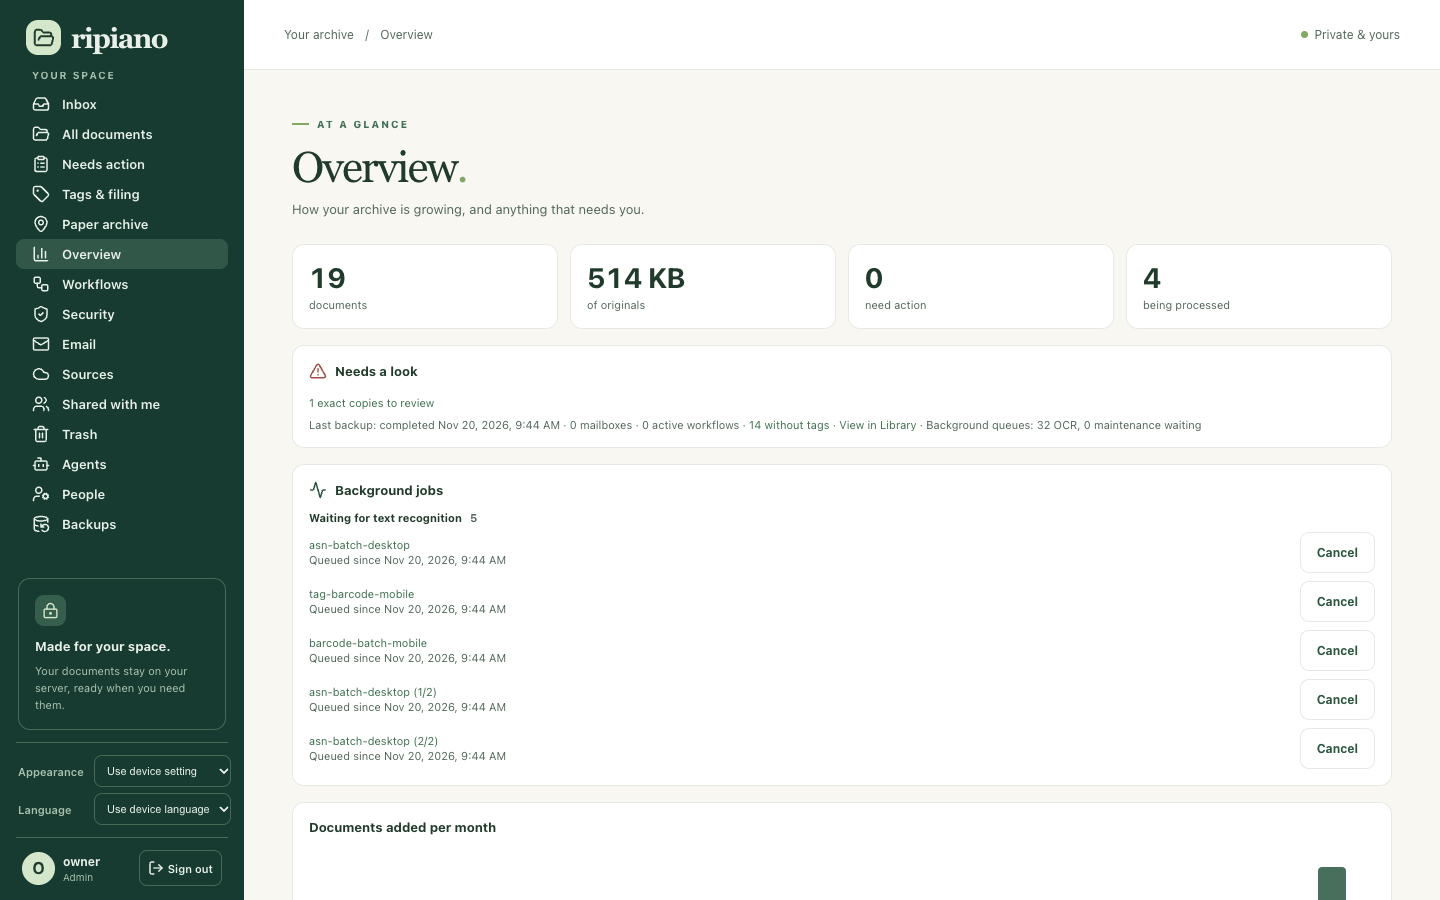 ripiano
YOUR SPACE
Inbox
All documents
Needs action
Tags & filing
Paper archive
Overview
Workflows
Security
Email
Sources
Shared with me
Trash
Agents
People
Backups
Made for your space.
Your documents stay on your
server, ready when you need
them.
Appearance
Use device setting
Language
Use device language
O
owner
Admin
Sign out
Your archive / Overview
Private & yours
AT A GLANCE
Overview.
How your archive is growing, and anything that needs you.
19
documents
514 KB
of originals
0
need action
4
being processed
Needs a look
1 exact copies to review
Last backup: completed Nov 20, 2026, 9:44 AM · 0 mailboxes · 0 active workflows · 14 without tags · View in Library · Background queues: 32 OCR, 0 maintenance waiting
Background jobs
Waiting for text recognition 5
asn-batch-desktop
Queued since Nov 20, 2026, 9:44 AM
Cancel
tag-barcode-mobile
Queued since Nov 20, 2026, 9:44 AM
Cancel
barcode-batch-mobile
Queued since Nov 20, 2026, 9:44 AM
Cancel
asn-batch-desktop (1/2)
Queued since Nov 20, 2026, 9:44 AM
Cancel
asn-batch-desktop (2/2)
Queued since Nov 20, 2026, 9:44 AM
Cancel
Documents added per month